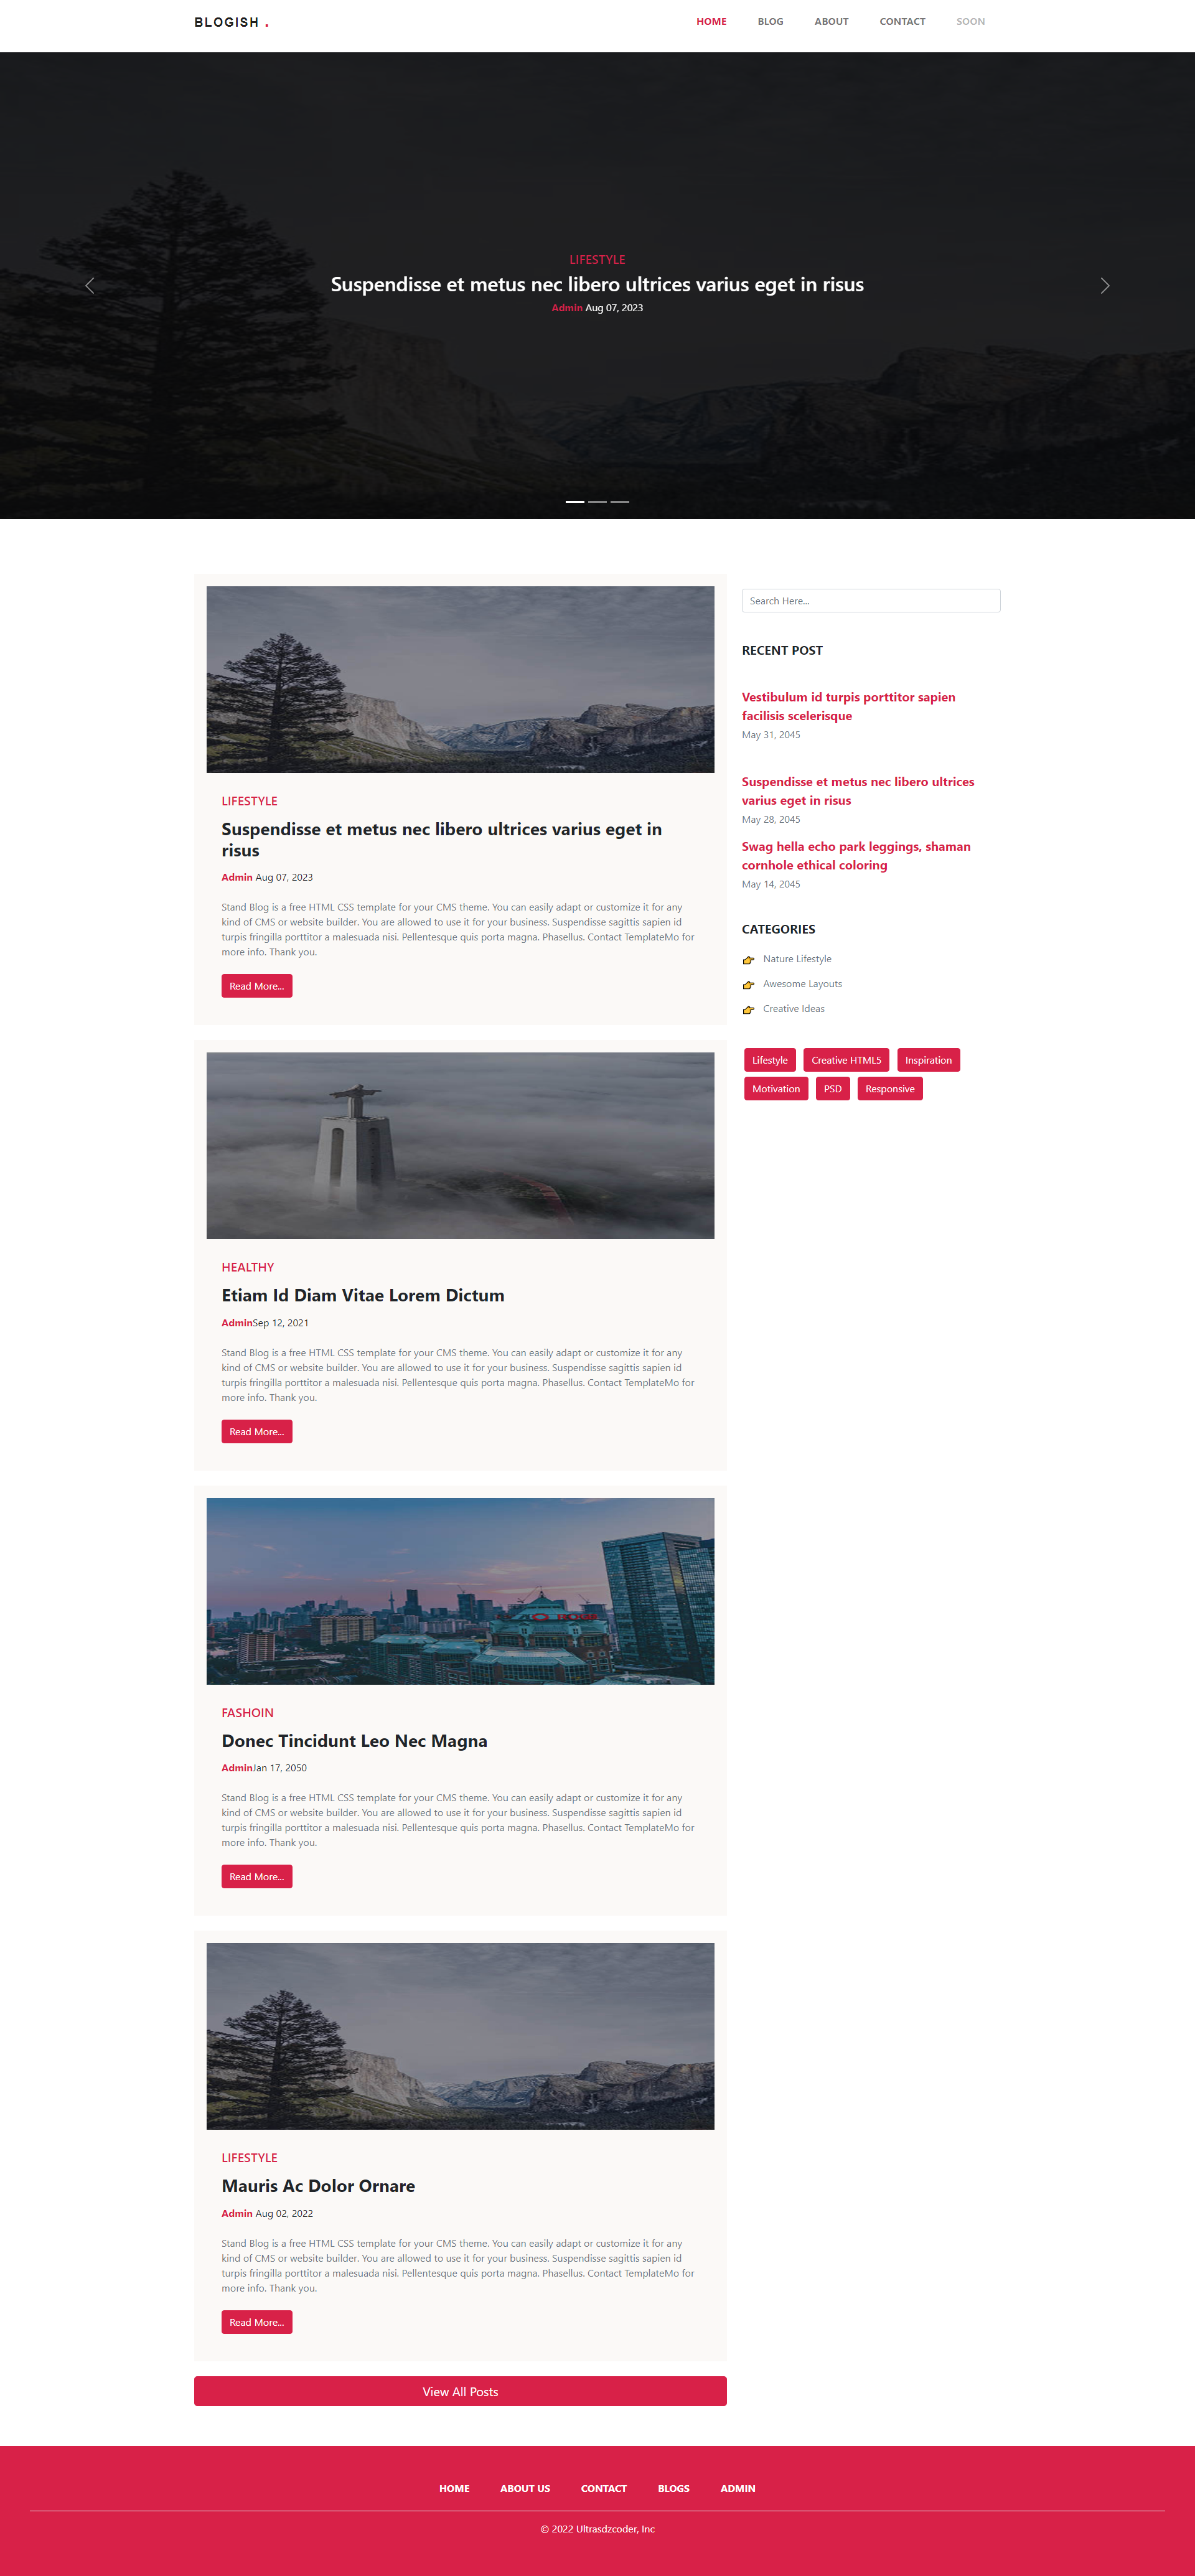 BLOGISH .
HOME BLOG ABOUT CONTACT SOON
LIFESTYLE
Suspendisse et metus nec libero ultrices varius eget in risus
Admin Aug 07, 2023
LIFESTYLE
Suspendisse et metus nec libero ultrices varius eget in
risus
Admin Aug 07, 2023
Stand Blog is a free HTML CSS template for your CMS theme. You can easily adapt or customize it for any
kind of CMS or website builder. You are allowed to use it for your business. Suspendisse sagittis sapien id
turpis fringilla porttitor a malesuada nisi. Pellentesque quis porta magna. Phasellus. Contact TemplateMo for
more info. Thank you.
Read More...
HEALTHY
Etiam Id Diam Vitae Lorem Dictum
AdminSep 12, 2021
Stand Blog is a free HTML CSS template for your CMS theme. You can easily adapt or customize it for any
kind of CMS or website builder. You are allowed to use it for your business. Suspendisse sagittis sapien id
turpis fringilla porttitor a malesuada nisi. Pellentesque quis porta magna. Phasellus. Contact TemplateMo for
more info. Thank you.
Read More...
FASHOIN
Donec Tincidunt Leo Nec Magna
AdminJan 17, 2050
Stand Blog is a free HTML CSS template for your CMS theme. You can easily adapt or customize it for any
kind of CMS or website builder. You are allowed to use it for your business. Suspendisse sagittis sapien id
turpis fringilla porttitor a malesuada nisi. Pellentesque quis porta magna. Phasellus. Contact TemplateMo for
more info. Thank you.
Read More...
LIFESTYLE
Mauris Ac Dolor Ornare
Admin Aug 02, 2022
Stand Blog is a free HTML CSS template for your CMS theme. You can easily adapt or customize it for any
kind of CMS or website builder. You are allowed to use it for your business. Suspendisse sagittis sapien id
turpis fringilla porttitor a malesuada nisi. Pellentesque quis porta magna. Phasellus. Contact TemplateMo for
more info. Thank you.
Read More...
View All Posts
Search Here...
RECENT POST
Vestibulum id turpis porttitor sapien
facilisis scelerisque
May 31, 2045
Suspendisse et metus nec libero ultrices
varius eget in risus
May 28, 2045
Swag hella echo park leggings, shaman
cornhole ethical coloring
May 14, 2045
CATEGORIES
Nature Lifestyle
Awesome Layouts
Creative Ideas
Lifestyle Creative HTML5 Inspiration
Motivation PSD Responsive
HOME ABOUT US CONTACT BLOGS ADMIN
© 2022 Ultrasdzcoder, Inc